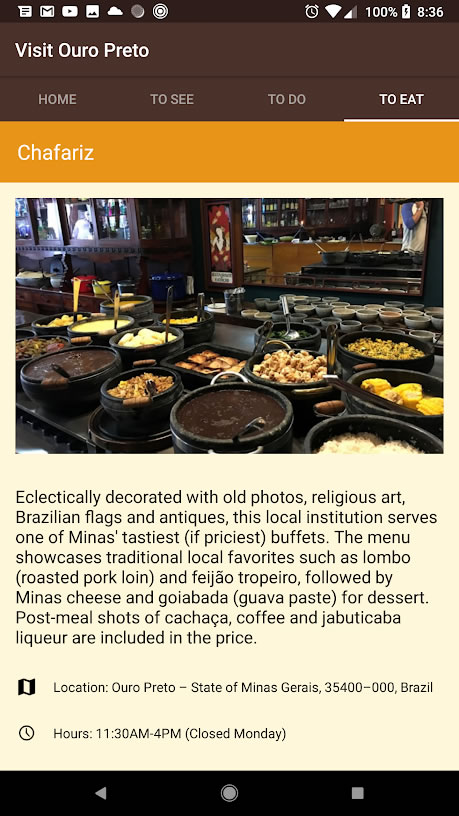 100% 8:36
Visit Ouro Preto
HOME TO SEE TO DO TO EAT
Chafariz
Eclectically decorated with old photos, religious art,
Brazilian flags and antiques, this local institution serves
one of Minas' tastiest (if priciest) buffets. The menu
showcases traditional local favorites such as lombo
(roasted pork loin) and feijão tropeiro, followed by
Minas cheese and goiabada (guava paste) for dessert.
Post-meal shots of cachaça, coffee and jabuticaba
liqueur are included in the price.
Location: Ouro Preto – State of Minas Gerais, 35400–000, Brazil
Hours: 11:30AM-4PM (Closed Monday)